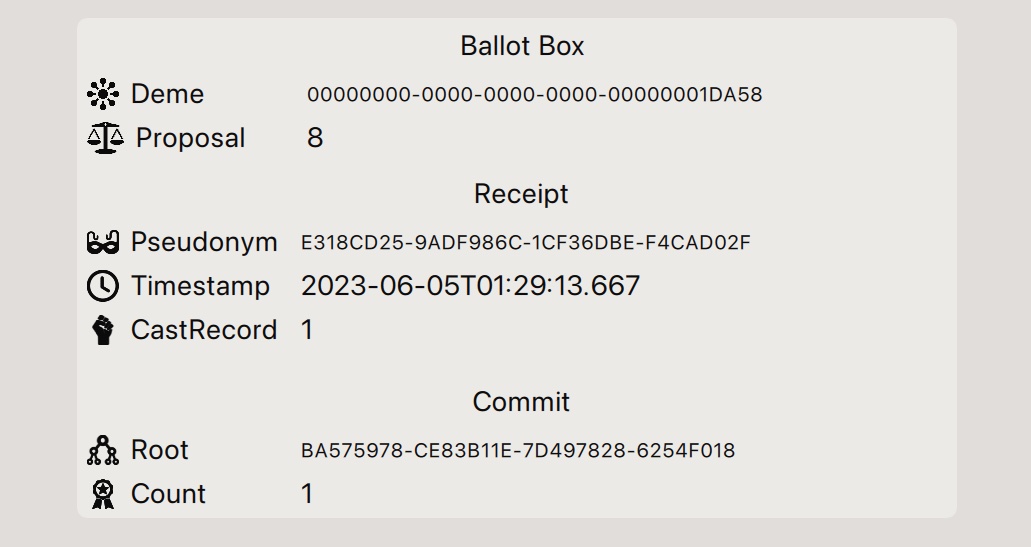 Ballot Box
Deme 00000000-0000-0000-0000-00000001DA58
Proposal 8
Receipt
Pseudonym E318CD25-9ADF986C-1CF36DBE-F4CAD02F
Timestamp 2023-06-05T01:29:13.667
CastRecord 1
Commit
Root BA575978-CE83B11E-7D497828-6254F018
Count 1